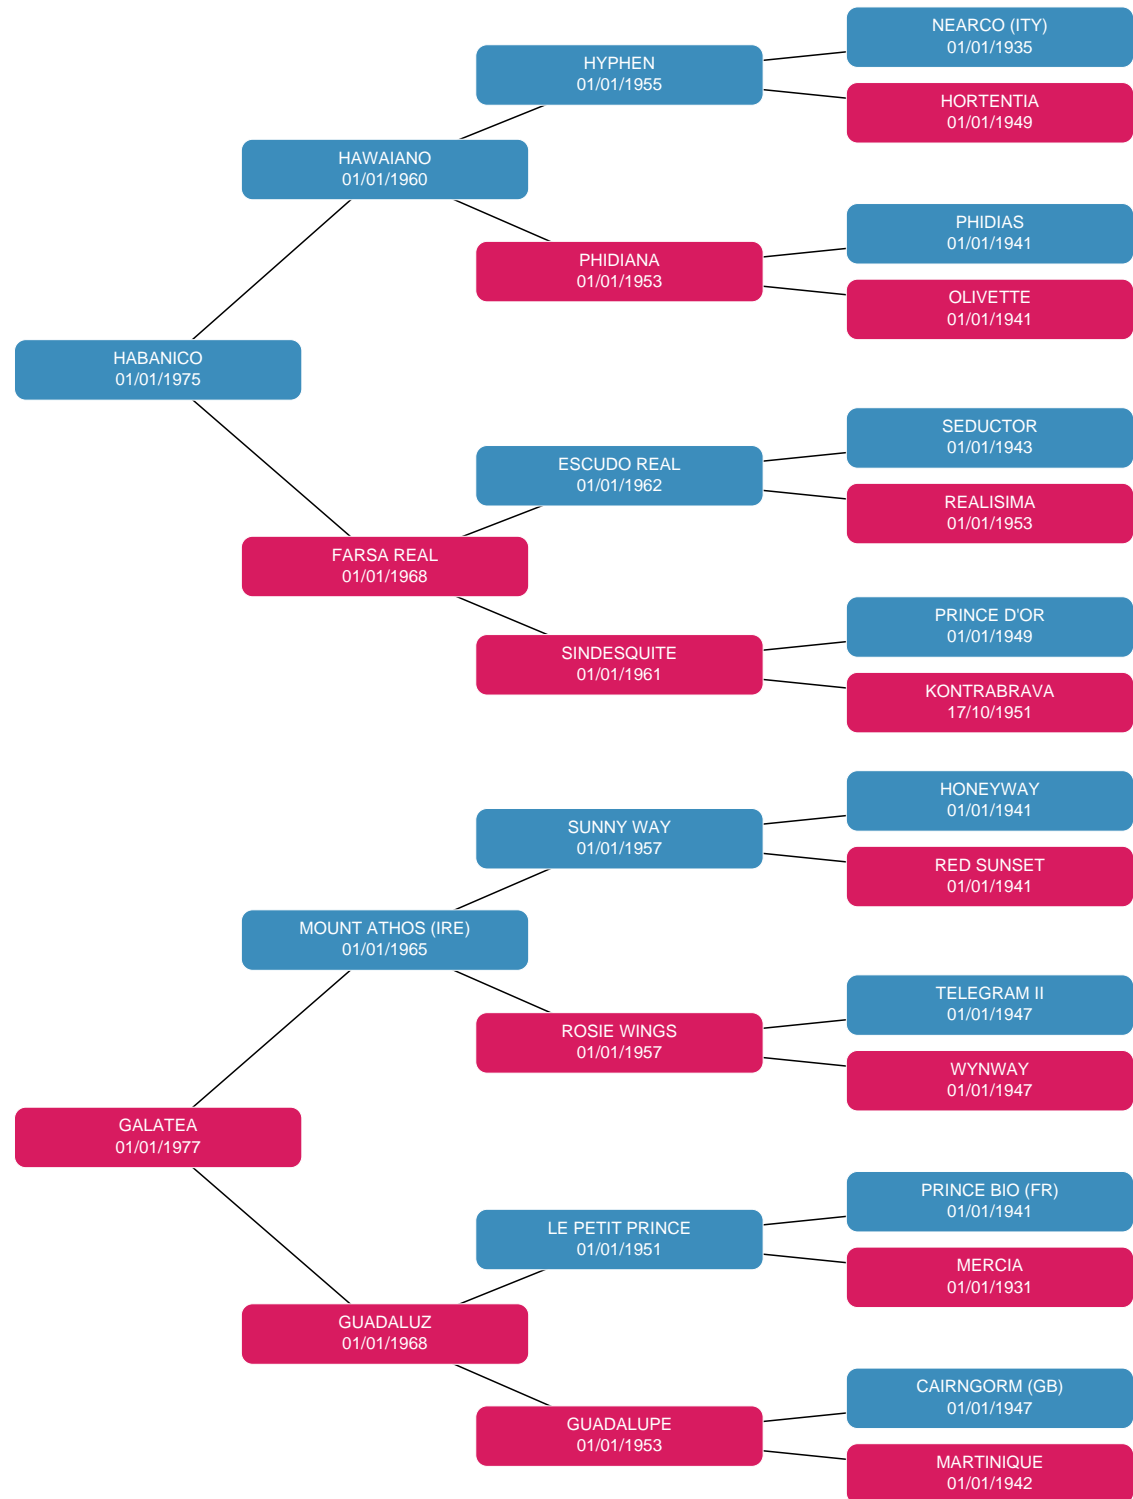 NEARCO (ITY)
01/01/1935
HYPHEN
01/01/1955
HORTENTIA
01/01/1949
HAWAIANO
01/01/1960
PHIDIAS
01/01/1941
PHIDIANA
01/01/1953
OLIVETTE
01/01/1941
HABANICO
01/01/1975
SEDUCTOR
01/01/1943
ESCUDO REAL
01/01/1962
REALISIMA
01/01/1953
FARSA REAL
01/01/1968
PRINCE D'OR
01/01/1949
SINDESQUITE
01/01/1961
KONTRABRAVA
17/10/1951
HONEYWAY
01/01/1941
SUNNY WAY
01/01/1957
RED SUNSET
01/01/1941
MOUNT ATHOS (IRE)
01/01/1965
TELEGRAM II
01/01/1947
ROSIE WINGS
01/01/1957
WYNWAY
01/01/1947
GALATEA
01/01/1977
PRINCE BIO (FR)
01/01/1941
LE PETIT PRINCE
01/01/1951
MERCIA
01/01/1931
GUADALUZ
01/01/1968
CAIRNGORM (GB)
01/01/1947
GUADALUPE
01/01/1953
MARTINIQUE
01/01/1942